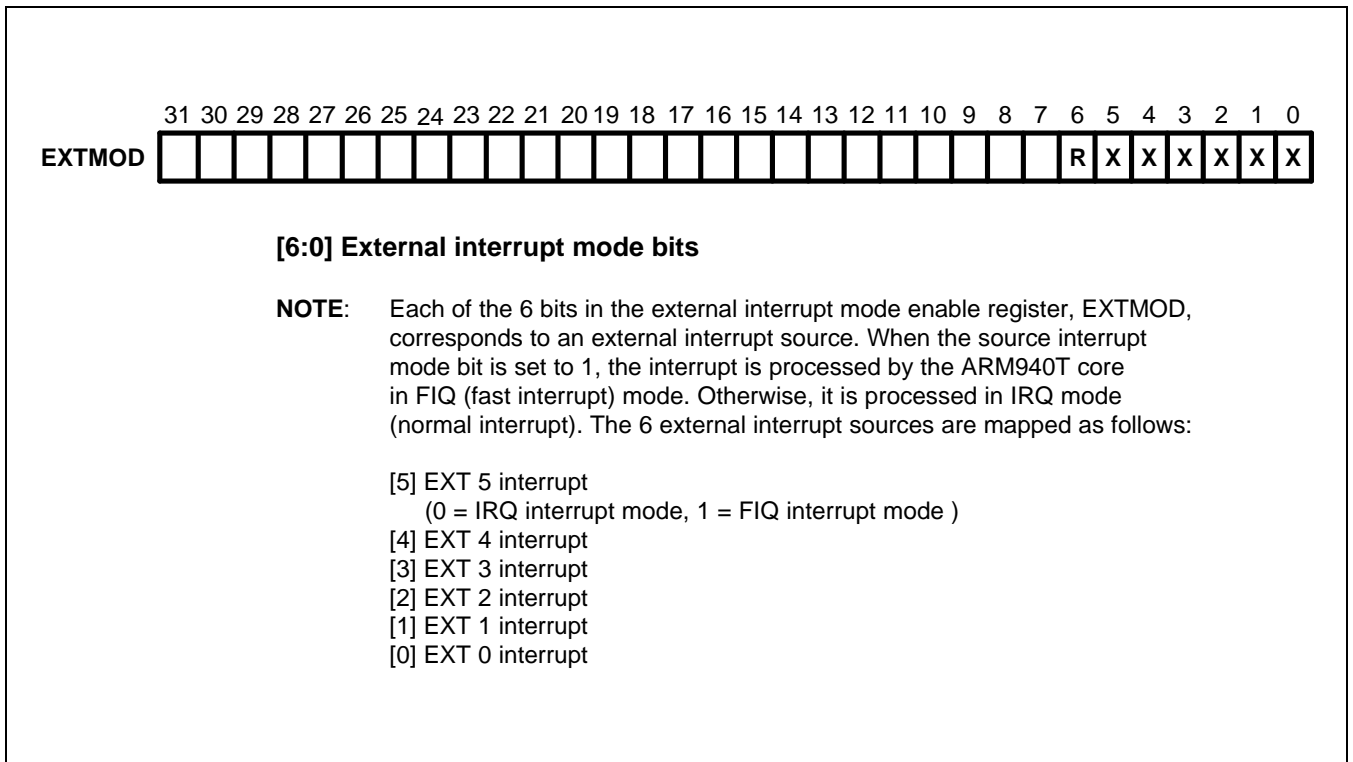 31 30 29 28 27 26 25 24 23 22 21 20 19 18 17 16 15 14 13 12 11 10 9 8 7 6 5 4 3 2 1 0
EXTMOD R X X X X X X
[6:0] External interrupt mode bits
NOTE: Each of the 6 bits in the external interrupt mode enable register, EXTMOD,
corresponds to an external interrupt source. When the source interrupt
mode bit is set to 1, the interrupt is processed by the ARM940T core
in FIQ (fast interrupt) mode. Otherwise, it is processed in IRQ mode
(normal interrupt). The 6 external interrupt sources are mapped as follows:
[5] EXT 5 interrupt
(0 = IRQ interrupt mode, 1 = FIQ interrupt mode )
[4] EXT 4 interrupt
[3] EXT 3 interrupt
[2] EXT 2 interrupt
[1] EXT 1 interrupt
[0] EXT 0 interrupt